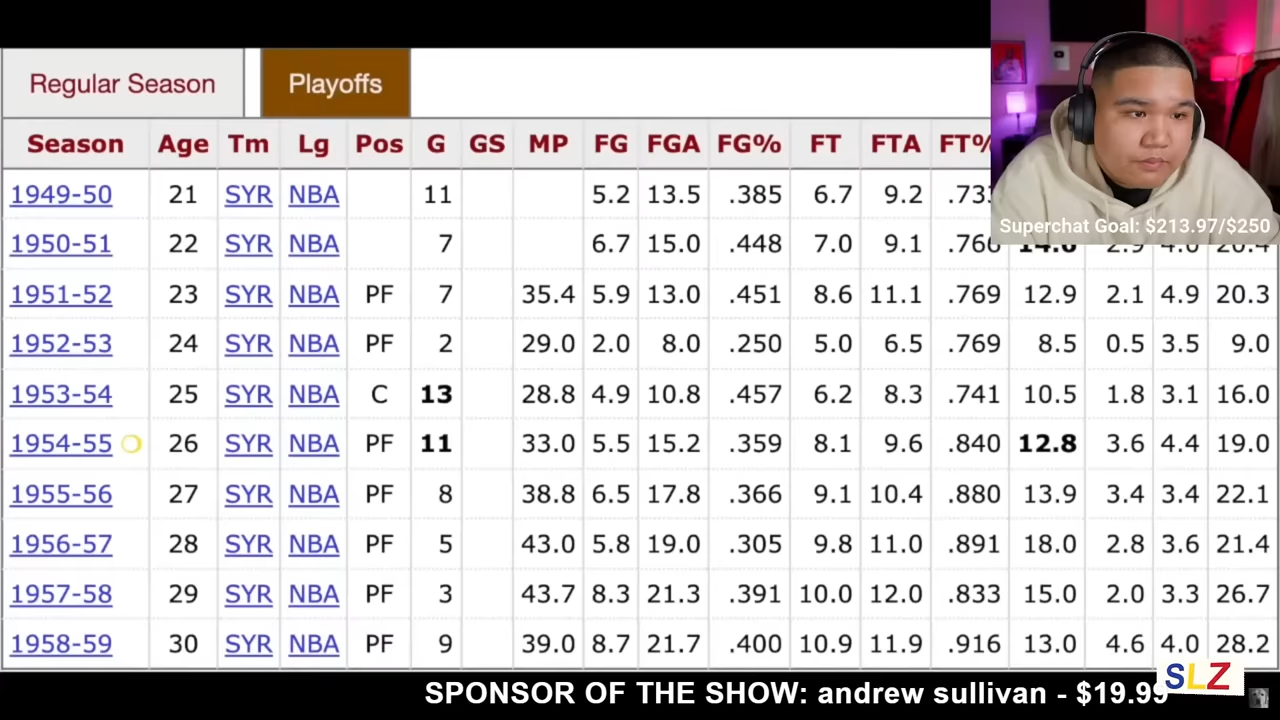 Regular Season Playoffs
Season Age Tm Lg Pos G GS MP FG FGA FG% FT FTA FT%
1949-50 21 SYR NBA 11 5.2 13.5 .385 6.7 9.2
1950-51 22 SYR NBA 7 6.7 15.0 .448 7.0 9.1 .760
1951-52 23 SYR NBA PF 7 35.4 5.9 13.0 .451 8.6 11.1 .769 12.9 2.1 4.9 20.3
1952-53 24 SYR NBA PF 2 29.0 2.0 8.0 .250 5.0 6.5 .769 8.5 0.5 3.5 9.0
1953-54 25 SYR NBA C 13 28.8 4.9 10.8 .457 6.2 8.3 .741 10.5 1.8 3.1 16.0
1954-55 26 SYR NBA PF 11 33.0 5.5 15.2 .359 8.1 9.6 .840 12.8 3.6 4.4 19.0
1955-56 27 SYR NBA PF 8 38.8 6.5 17.8 .366 9.1 10.4 .880 13.9 3.4 3.4 22.1
1956-57 28 SYR NBA PF 5 43.0 5.8 19.0 .305 9.8 11.0 .891 18.0 2.8 3.6 21.4
1957-58 29 SYR NBA PF 3 43.7 8.3 21.3 .391 10.0 12.0 .833 15.0 2.0 3.3 26.7
1958-59 30 SYR NBA PF 9 39.0 8.7 21.7 .400 10.9 11.9 .916 13.0 4.6 4.0 28.2
Superchat Goal: $213.97/$250
SPONSOR OF THE SHOW: andrew sullivan - $19.99
SLZ